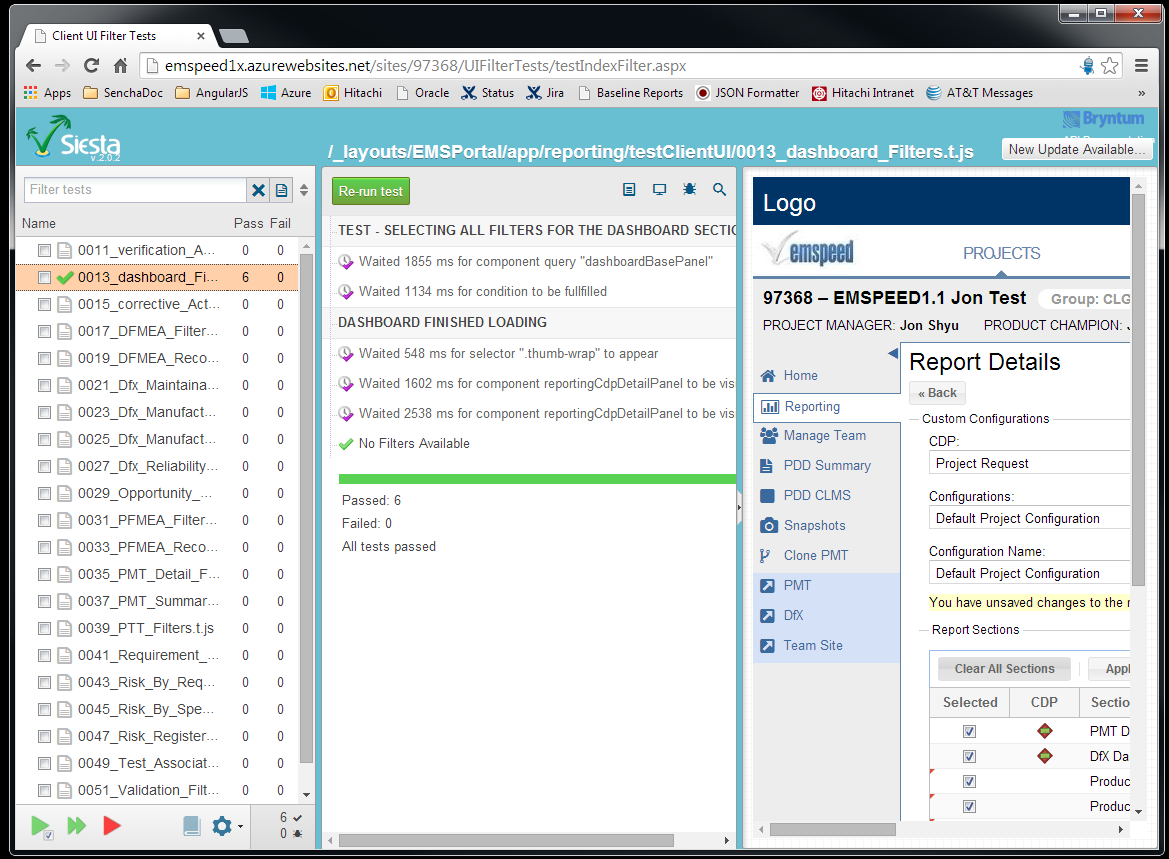 Client UI Filter Tests
emspeed1x.azurewebsites.net/sites/97368/UIFilterTests/testIndexFilter.aspx
Apps SenchaDoc AngularJS Azure Hitachi Oracle Status Jira Baseline Reports JSON Formatter Hitachi Intranet AT&T Messages »
Siesta
v.2.0.2
Bryntum
/_layouts/EMSPortal/app/reporting/testClientUI/0013_dashboard_Filters.t.js
New Update Available...
Filter tests
Name Pass Fail
0011_verification_A... 0 0
0013_dashboard_Fi... 6 0
0015_corrective_Act... 0 0
0017_DFMEA_Filter... 0 0
0019_DFMEA_Reco... 0 0
0021_Dfx_Maintaina... 0 0
0023_Dfx_Manufact... 0 0
0025_Dfx_Manufact... 0 0
0027_Dfx_Reliability... 0 0
0029_Opportunity_... 0 0
0031_PFMEA_Filter... 0 0
0033_PFMEA_Reco... 0 0
0035_PMT_Detail_F... 0 0
0037_PMT_Summar... 0 0
0039_PTT_Filters.t.js 0 0
0041_Requirement_... 0 0
0043_Risk_By_Req... 0 0
0045_Risk_By_Spe... 0 0
0047_Risk_Register... 0 0
0049_Test_Associat... 0 0
0051_Validation_Filt... 0 0
6
0
Re-run test
TEST - SELECTING ALL FILTERS FOR THE DASHBOARD SECTIO
Waited 1855 ms for component query "dashboardBasePanel"
Waited 1134 ms for condition to be fullfilled
DASHBOARD FINISHED LOADING
Waited 548 ms for selector ".thumb-wrap" to appear
Waited 1602 ms for component reportingCdpDetailPanel to be visi
Waited 2538 ms for component reportingCdpDetailPanel to be visi
No Filters Available
Passed: 6
Failed: 0
All tests passed
Logo
emspeed
PROJECTS
97368 – EMSPEED1.1 Jon Test Group: CLG
PROJECT MANAGER: Jon Shyu PRODUCT CHAMPION:
Home
Reporting
Manage Team
PDD Summary
PDD CLMS
Snapshots
Clone PMT
PMT
DfX
Team Site
Report Details
« Back
Custom Configurations
CDP:
Project Request
Configurations:
Default Project Configuration
Configuration Name:
Default Project Configuration
You have unsaved changes to the r
Report Sections
Clear All Sections Appl
Selected CDP Sectio
PMT D
DfX Da
Produc
Produc